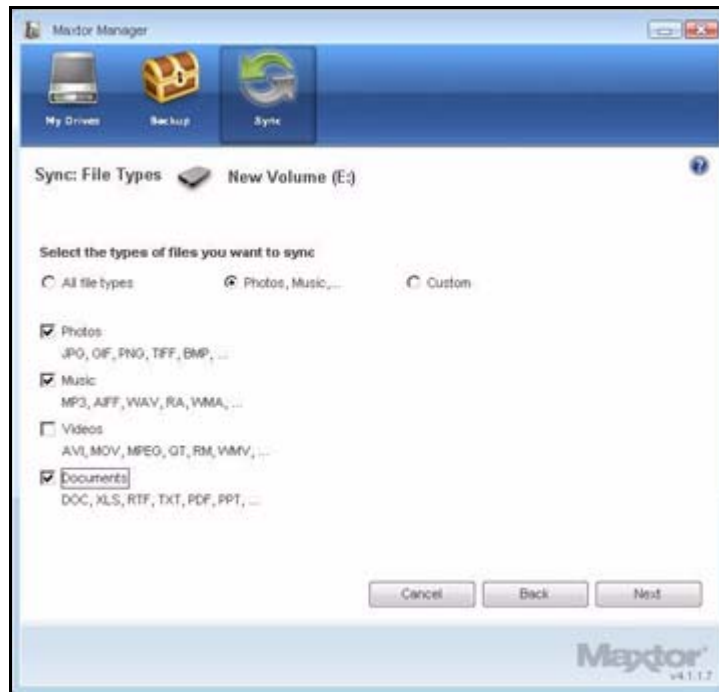 Maxtor Manager
My Drives Backup Sync
Sync: File Types New Volume (E:)
Select the types of files you want to sync
All file types Photos, Music,... Custom
Photos
JPG, GIF, PNG, TIFF, BMP, ...
Music
MP3, AIFF, WAV, RA, WMA, ...
Videos
AVI, MOV, MPEG, QT, RM, WMV, ...
Documents
DOC, XLS, RTF, TXT, PDF, PPT, ...
Cancel Back Next
Maxtor
v4.1.1.7